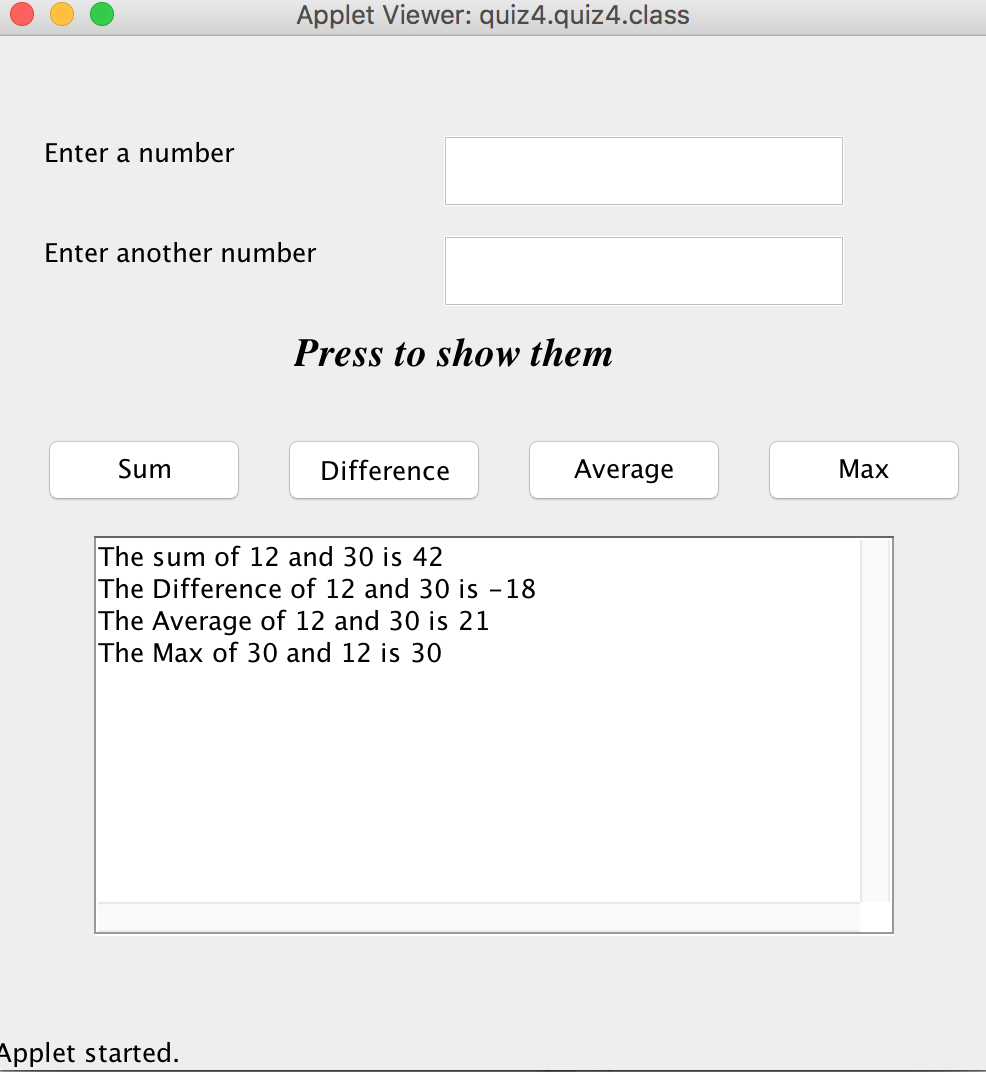 Applet Viewer: quiz4.quiz4.class
Enter a number
Enter another number
Press to show them
Sum Difference Average Max
The sum of 12 and 30 is 42
The Difference of 12 and 30 is -18
The Average of 12 and 30 is 21
The Max of 30 and 12 is 30
Applet started.